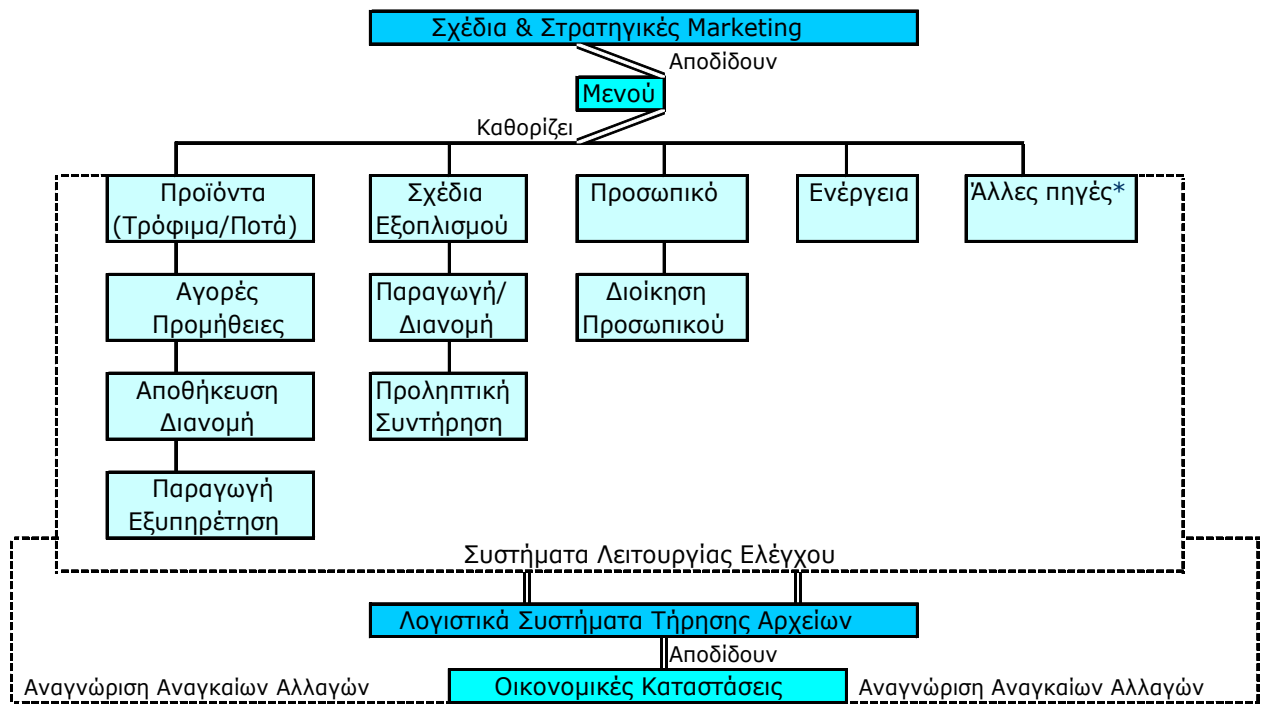 Σχέδια & Στρατηγικές Marketing
Αποδίδουν
Μενού
Καθορίζει
Προϊόντα
(Τρόφιμα/Ποτά)
Σχέδια
Εξοπλισμού
Προσωπικό
Ενέργεια
Άλλες πηγές*
Αγορές
Προμήθειες
Παραγωγή/
Διανομή
Διοίκηση
Προσωπικού
Αποθήκευση
Διανομή
Προληπτική
Συντήρηση
Παραγωγή
Εξυπηρέτηση
Συστήματα Λειτουργίας Ελέγχου
Λογιστικά Συστήματα Τήρησης Αρχείων
Αποδίδουν
Αναγνώριση Αναγκαίων Αλλαγών
Οικονομικές Καταστάσεις
Αναγνώριση Αναγκαίων Αλλαγών